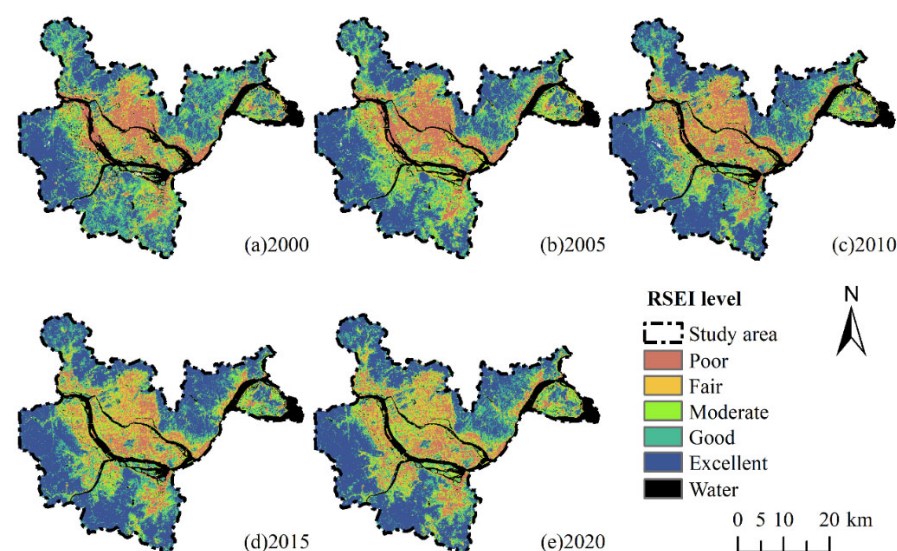 (a)2000
(b)2005
(c)2010
(d)2015
(e)2020
RSEI level
Study area
Poor
Fair
Moderate
Good
Excellent
Water
N
0 5 10 20 km